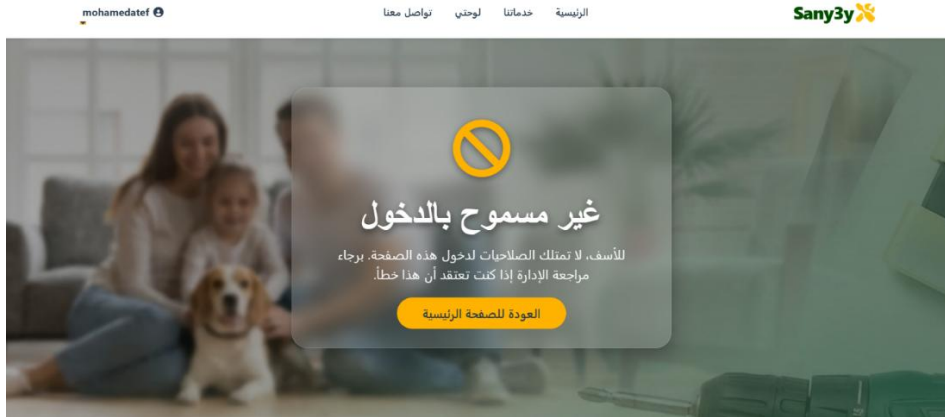 Sany3y
الرئيسية خدماتنا لوحتي تواصل معنا
mohamedatef
غير مسموح بالدخول
للأسف، لا تمتلك الصلاحيات لدخول هذه الصفحة. برجاء
مراجعة الإدارة إذا كنت تعتقد أن هذا خطأ.
العودة للصفحة الرئيسية